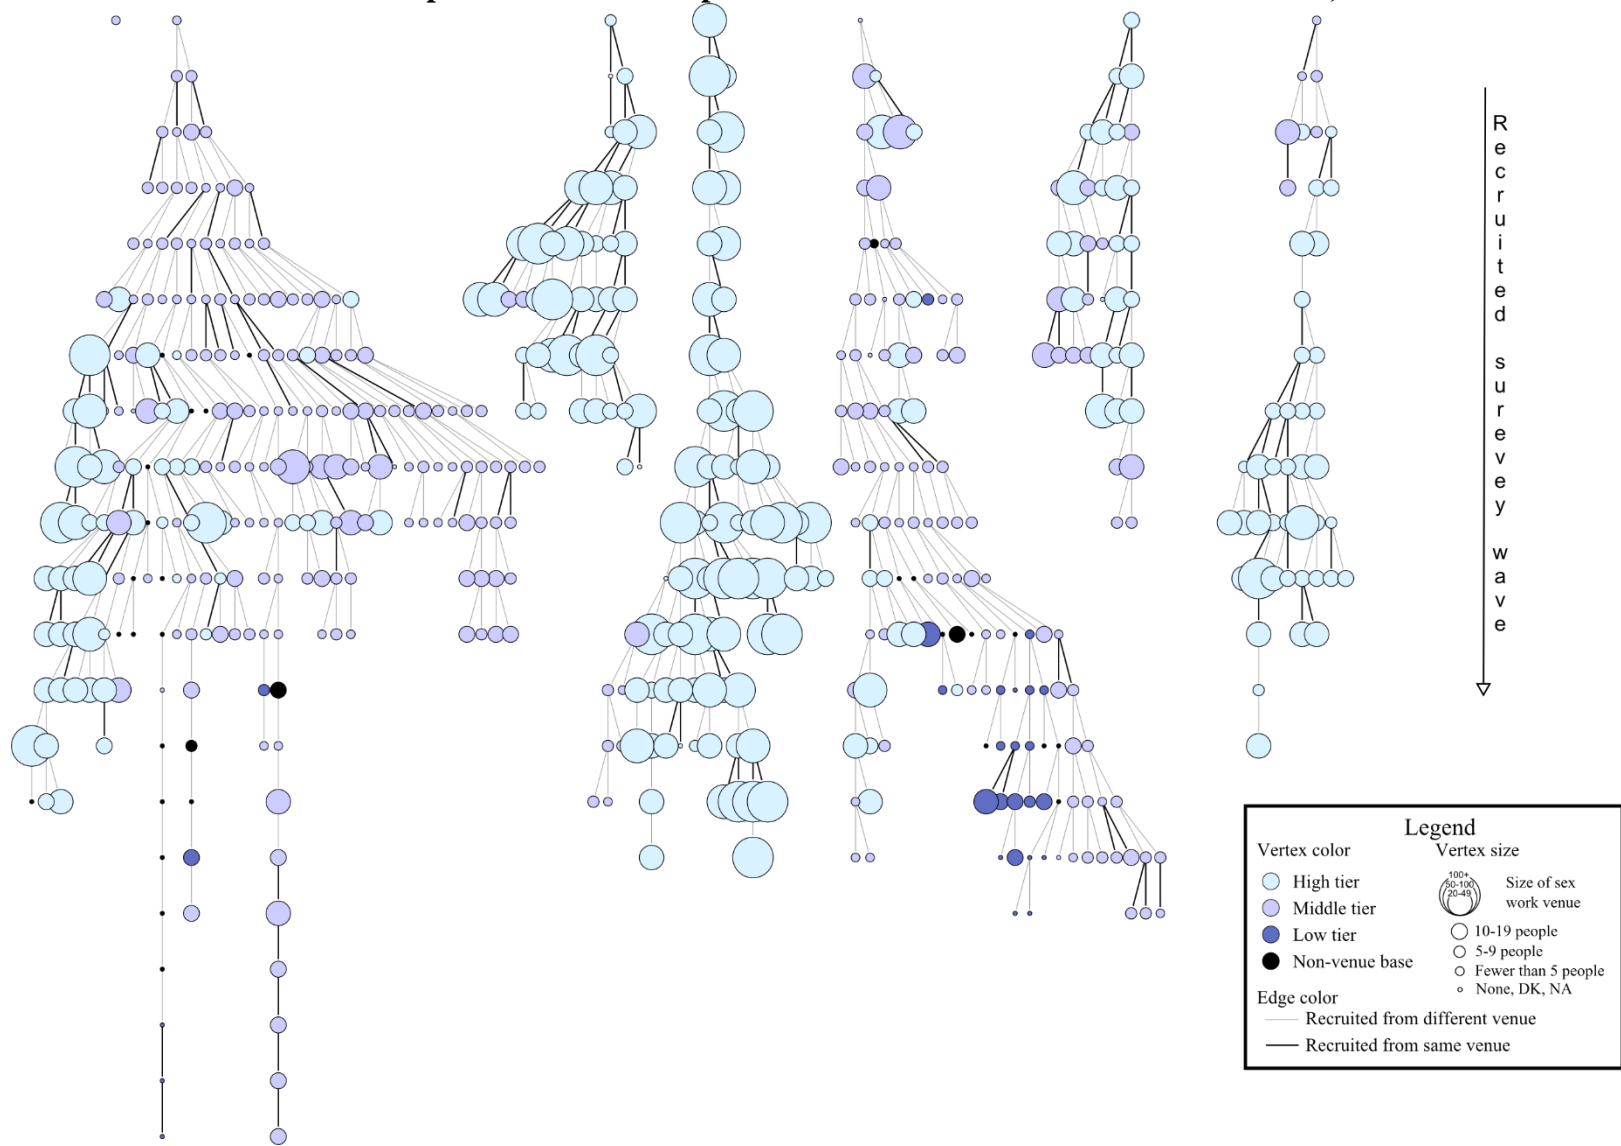 Recruited survey wave
Legend
Vertex color
High tier
Middle tier
Low tier
Non-venue base
Edge color
Recruited from different venue
Recruited from same venue
Vertex size
100+
50-100
20-49
Size of sex
work venue
10-19 people
5-9 people
Fewer than 5 people
None, DK, NA